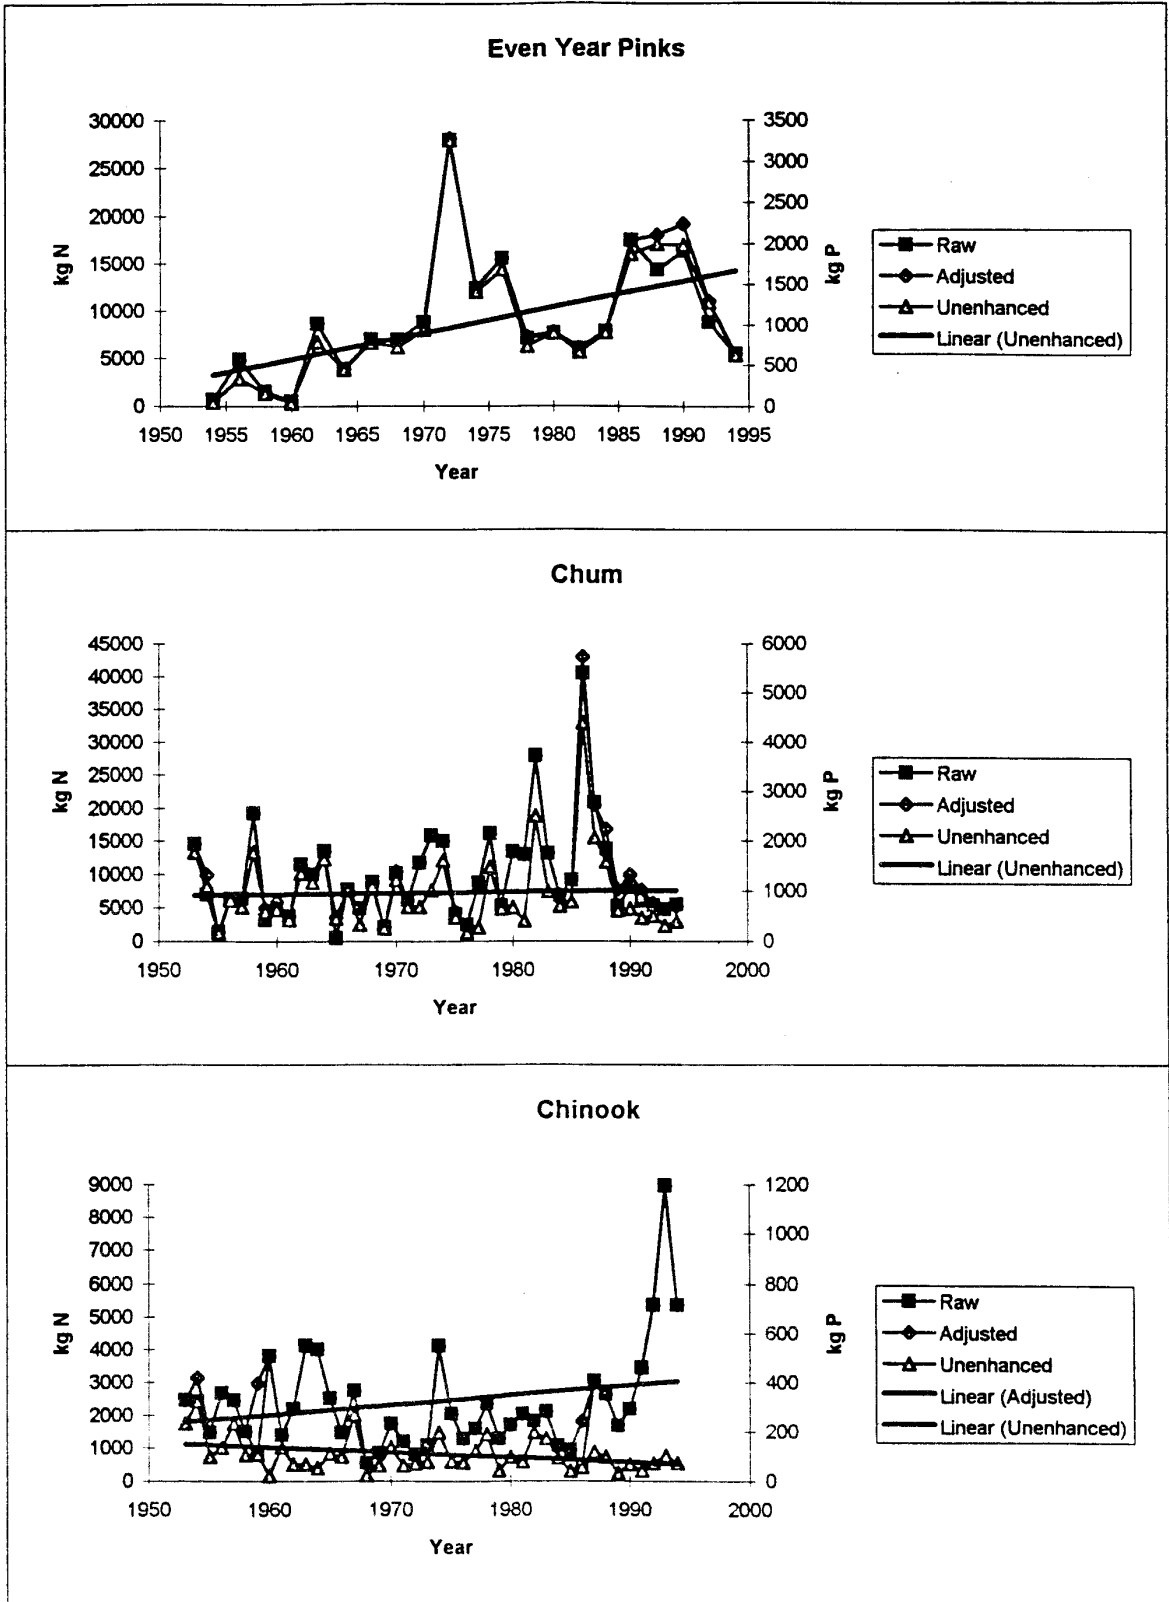 Even Year Pinks
30000
25000
20000
15000
10000
5000
0
kg N
3500
3000
2500
2000
1500
1000
500
0
kg P
1950 1955 1960 1965 1970 1975 1980 1985 1990 1995
Year
Raw
Adjusted
Unenhanced
Linear (Unenhanced)
Chum
45000
40000
35000
30000
25000
20000
15000
10000
5000
0
kg N
6000
5000
4000
3000
2000
1000
0
kg P
1950 1960 1970 1980 1990 2000
Year
Raw
Adjusted
Unenhanced
Linear (Unenhanced)
Chinook
9000
8000
7000
6000
5000
4000
3000
2000
1000
0
kg N
1200
1000
800
600
400
200
0
kg P
1950 1960 1970 1980 1990 2000
Year
Raw
Adjusted
Unenhanced
Linear (Adjusted)
Linear (Unenhanced)